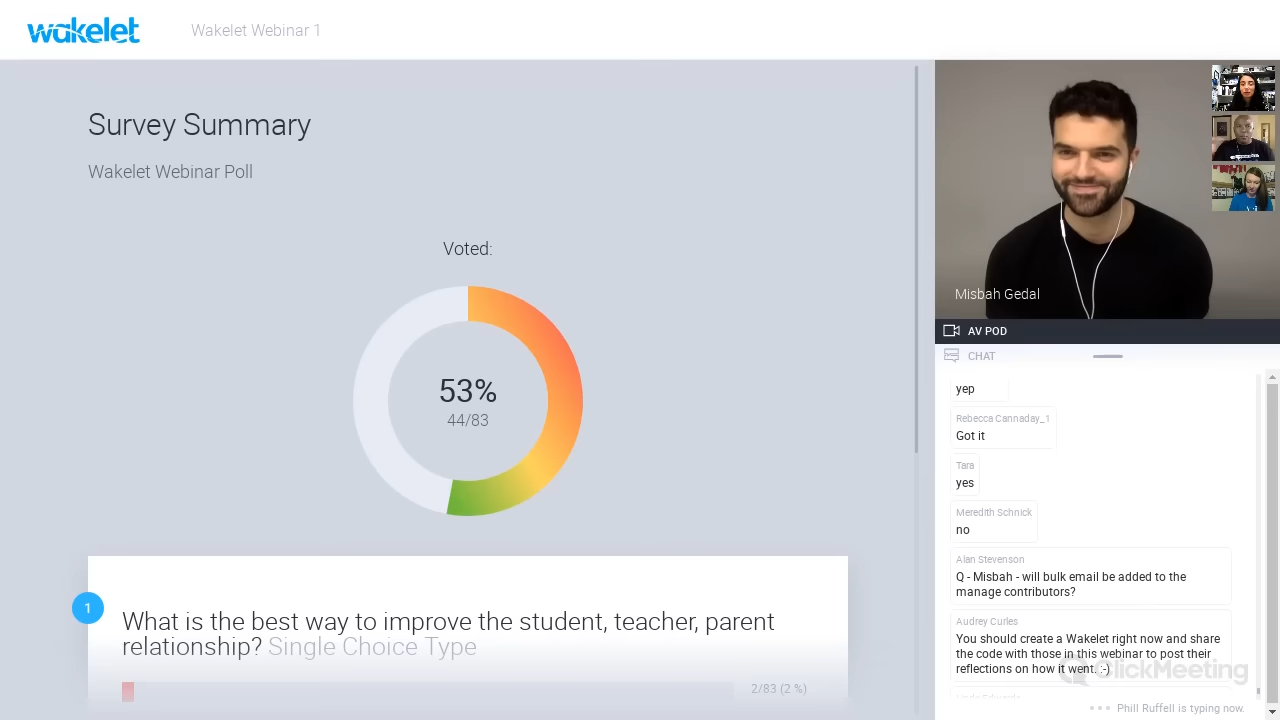 wakelet
Wakelet Webinar 1
Survey Summary
Wakelet Webinar Poll
Voted:
53%
44/83
1
What is the best way to improve the student, teacher, parent
relationship? Single Choice Type
2/83 (2 %)
Misbah Gedal
AV POD
CHAT
yep
Rebecca Cannaday_1
Got it
Tara
yes
Meredith Schnick
no
Alan Stevenson
Q - Misbah - will bulk email be added to the
manage contributors?
Audrey Curles
You should create a Wakelet right now and share
the code with those in this webinar to post their
reflections on how it went. :-)
ClickMeeting
Phill Ruffell is typing now.